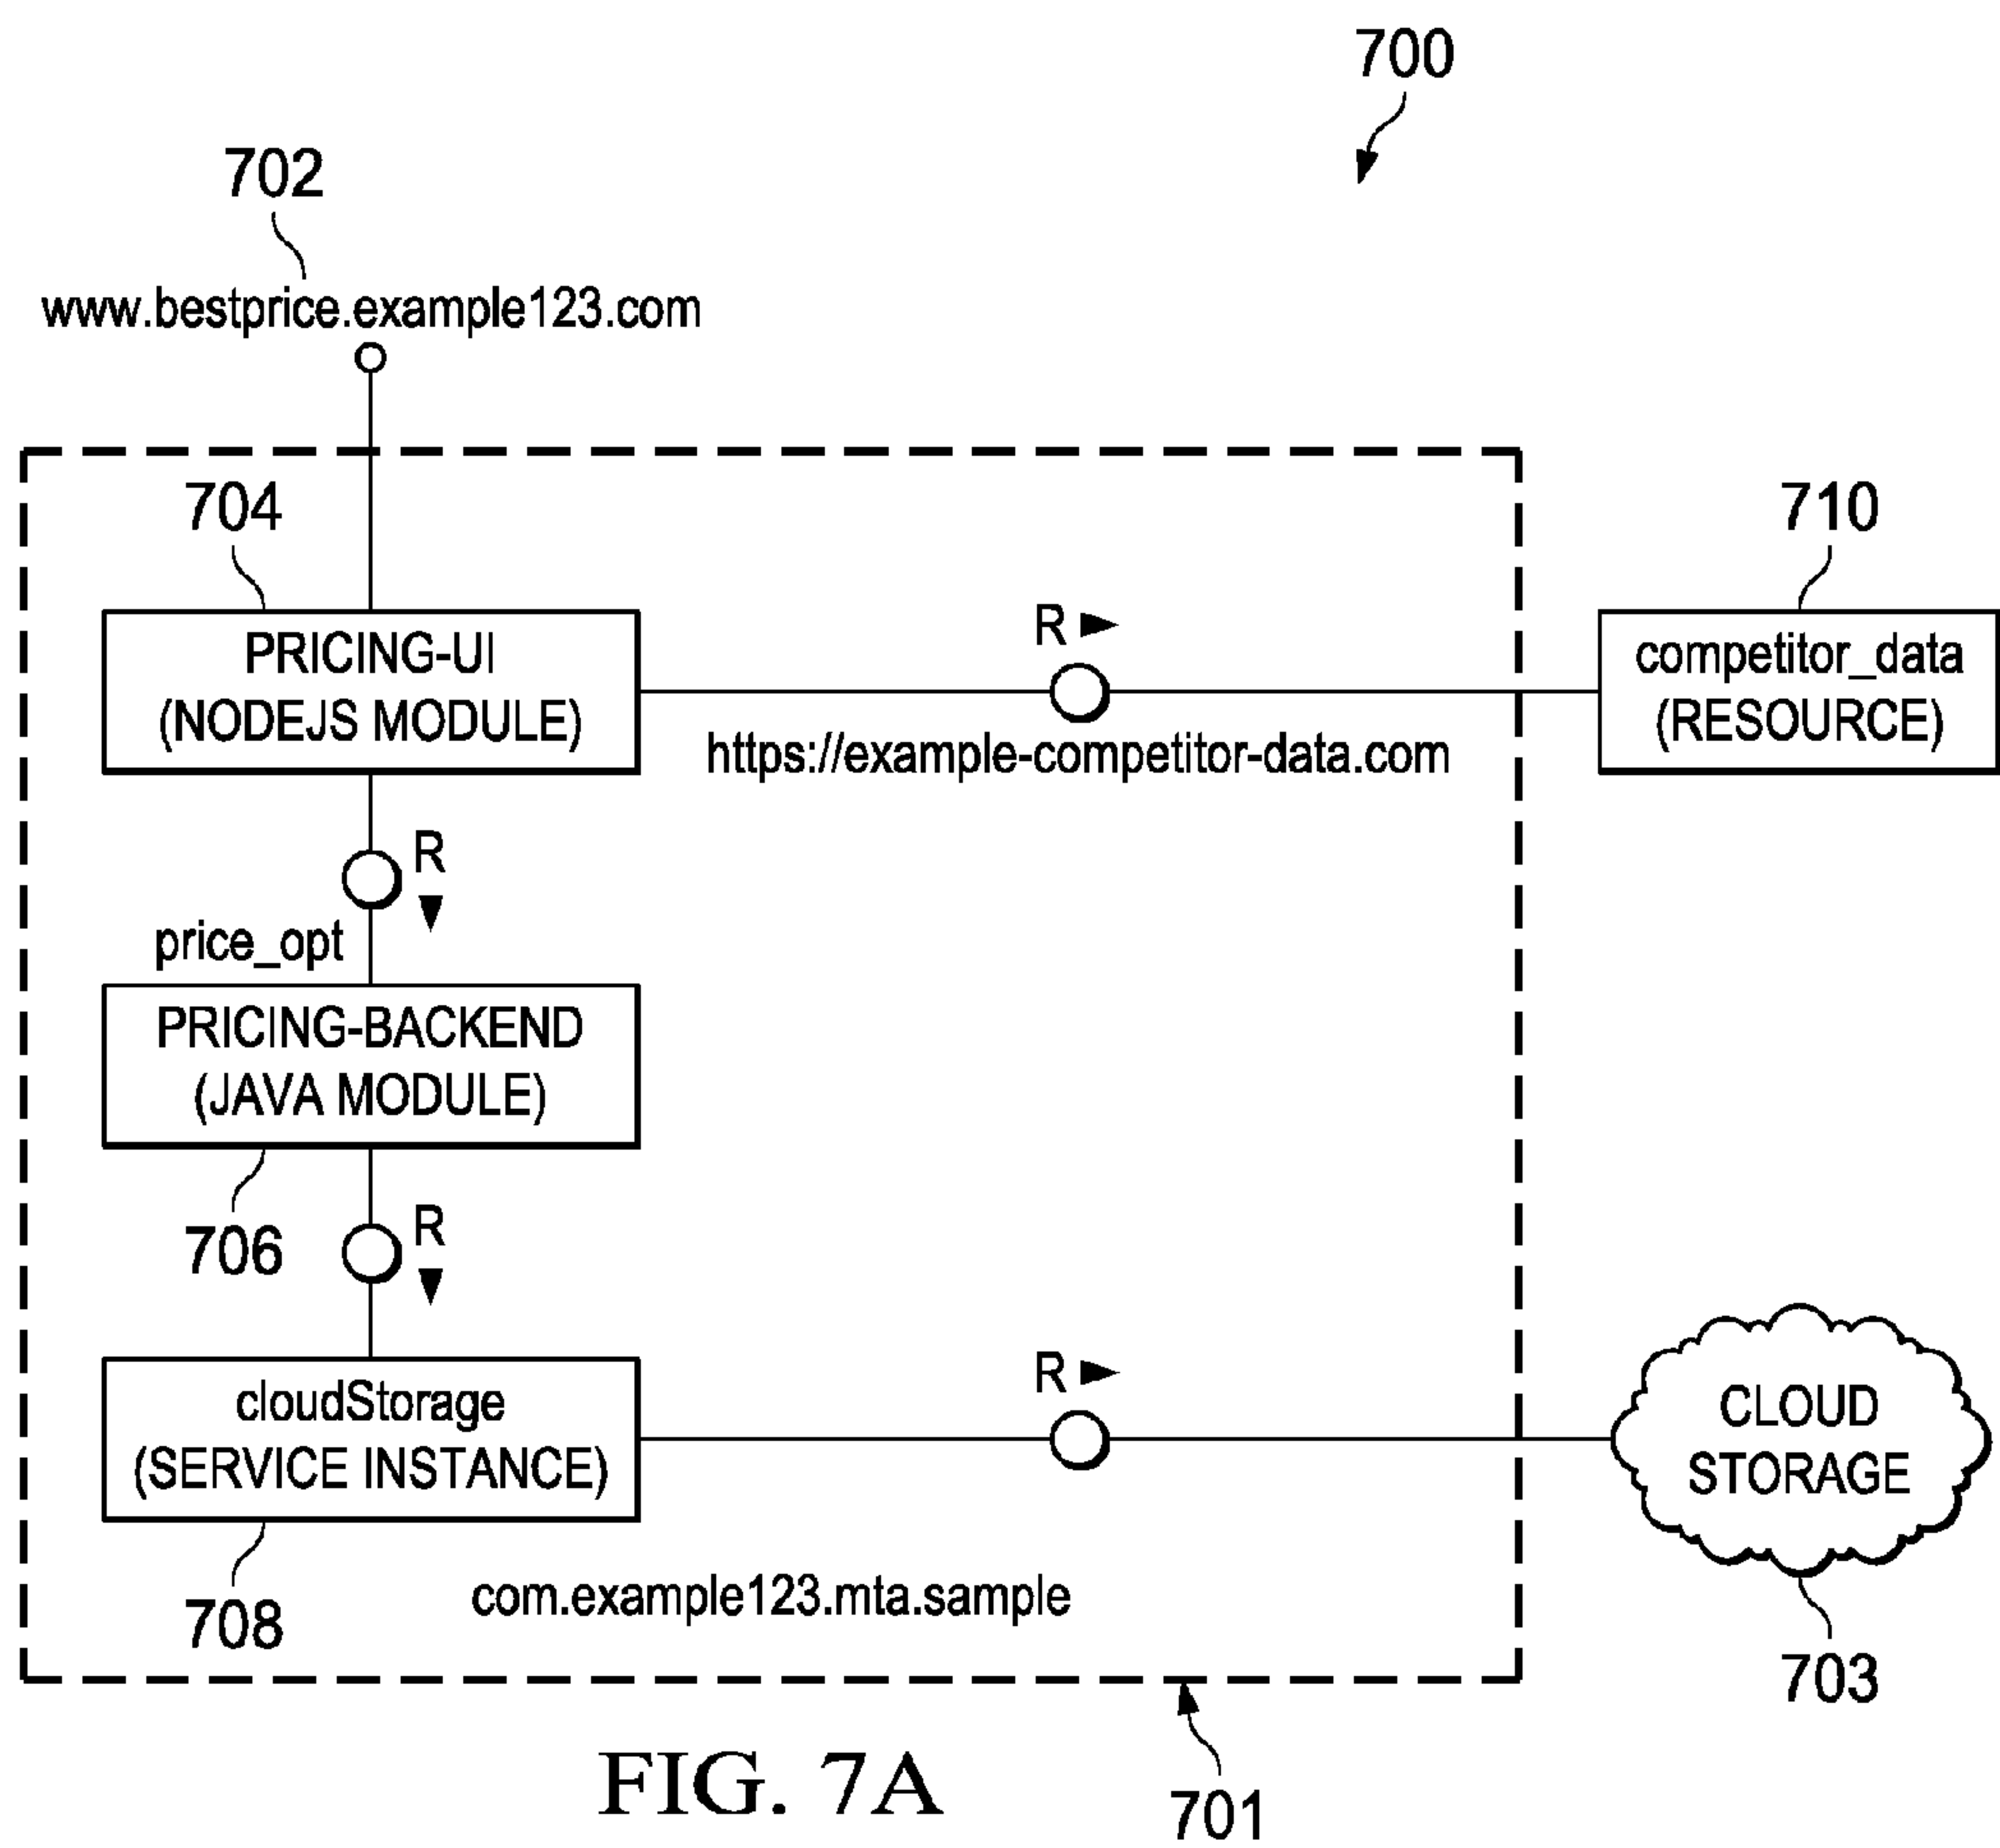 700
702
www.bestprice.example123.com
704
710
PRICING-UI
(NODEJS MODULE)
R
https://example-competitor-data.com
competitor_data
(RESOURCE)
R
price_opt
PRICING-BACKEND
(JAVA MODULE)
706
R
cloudStorage
(SERVICE INSTANCE)
R
CLOUD
STORAGE
708
com.example123.mta.sample
703
FIG. 7A
701